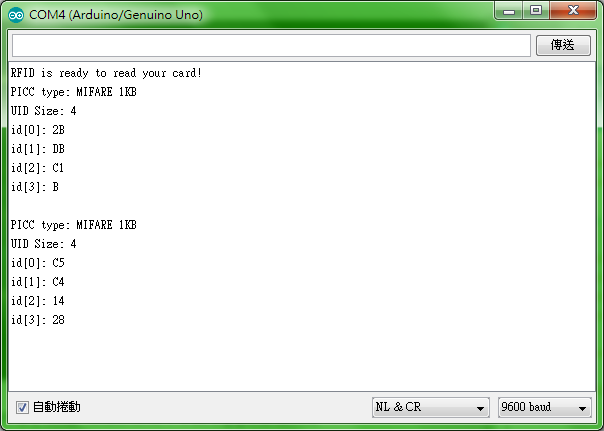 COM4 (Arduino/Genuino Uno)
傳送
RFID is ready to read your card!
PICC type: MIFARE 1KB
UID Size: 4
id[0]: 2B
id[1]: DB
id[2]: C1
id[3]: B
PICC type: MIFARE 1KB
UID Size: 4
id[0]: C5
id[1]: C4
id[2]: 14
id[3]: 28
自動捲動
NL & CR
9600 baud